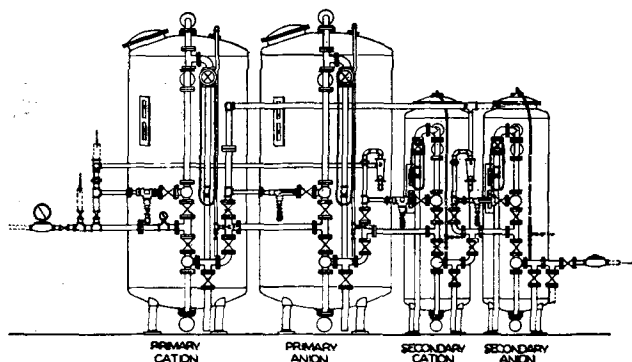 PRIMARY
CATION
PRIMARY
ANION
SECONDARY
CATION
SECONDARY
ANION